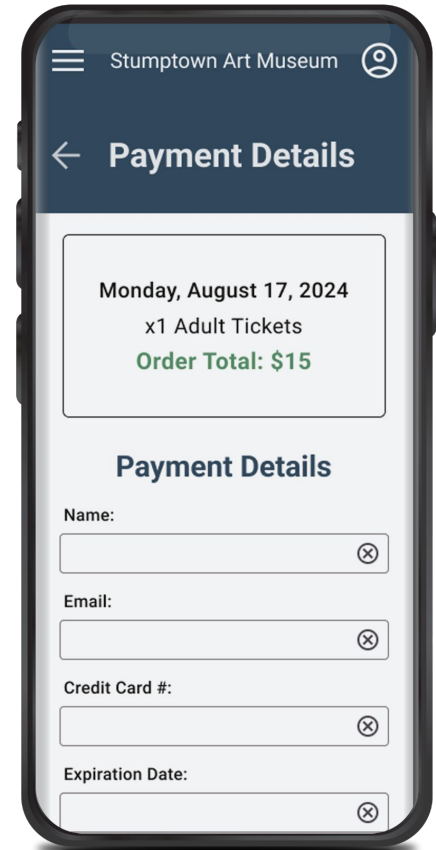 Stumptown Art Museum
Payment Details
Monday, August 17, 2024
x1 Adult Tickets
Order Total: $15
Payment Details
Name:
Email:
Credit Card #:
Expiration Date: